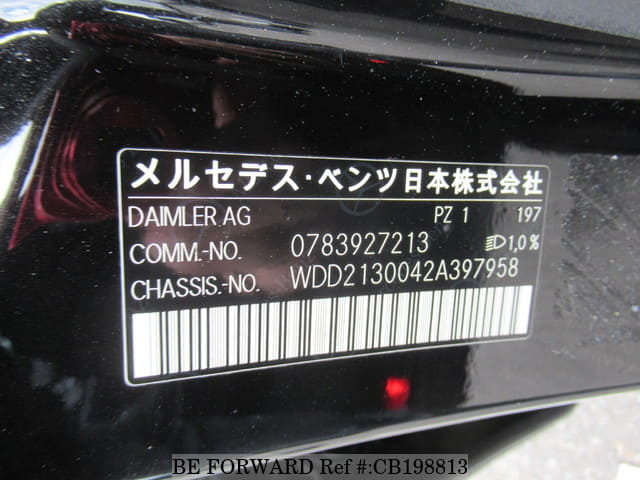 メルセデス・ベンツ日本株式会社
DAIMLER AG PZ 1 197
COMM.-NO. 0783927213 1,0%
CHASSIS.-NO. WDD2130042A397958
BE FORWARD Ref #:CB198813